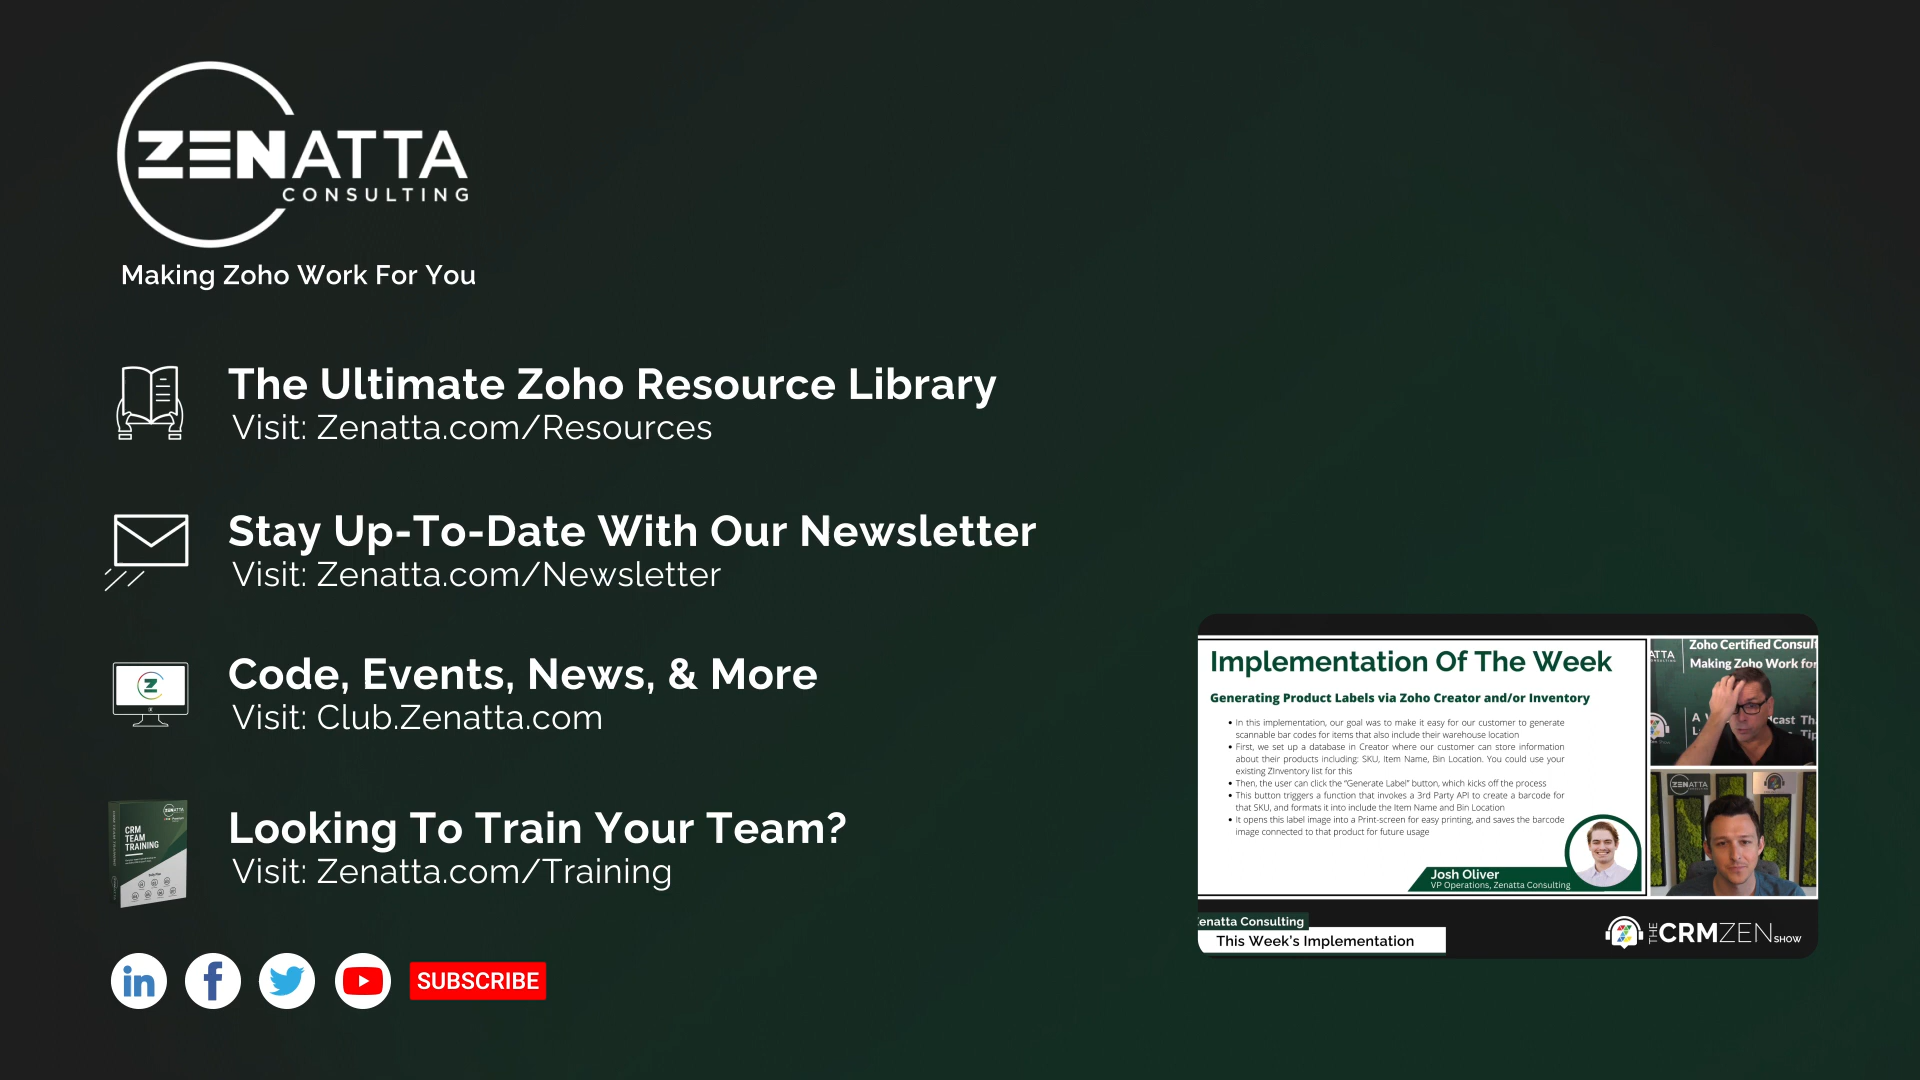 ZENATTA
CONSULTING
Making Zoho Work For You
The Ultimate Zoho Resource Library
Visit: Zenatta.com/Resources
Stay Up-To-Date With Our Newsletter
Visit: Zenatta.com/Newsletter
Code, Events, News, & More
Visit: Club.Zenatta.com
CRM
TEAM
TRAINING
Looking To Train Your Team?
Visit: Zenatta.com/Training
in
f
SUBSCRIBE
Implementation Of The Week
Generating Product Labels via Zoho Creator and/or Inventory
• In this implementation, our goal was to make it easy for our customer to generate
scannable bar codes for items that also include their warehouse location
• First, we set up a database in Creator where our customer can store information
about their products including: SKU, Item Name, Bin Location. You could use your
existing ZInventory list for this
• Then, the user can click the "Generate Label" button, which kicks off the process
• This button triggers a function that invokes a 3rd Party API to create a barcode for
that SKU, and formats it into include the Item Name and Bin Location
• It opens this label image into a Print-screen for easy printing, and saves the barcode
image connected to that product for future usage
Josh Oliver
VP Operations, Zenatta Consulting
ATTA
Zoho Certified Consult
Making Zoho Work for
ZENATTA
enatta Consulting
This Week's Implementation
THE CRMZEN SHOW